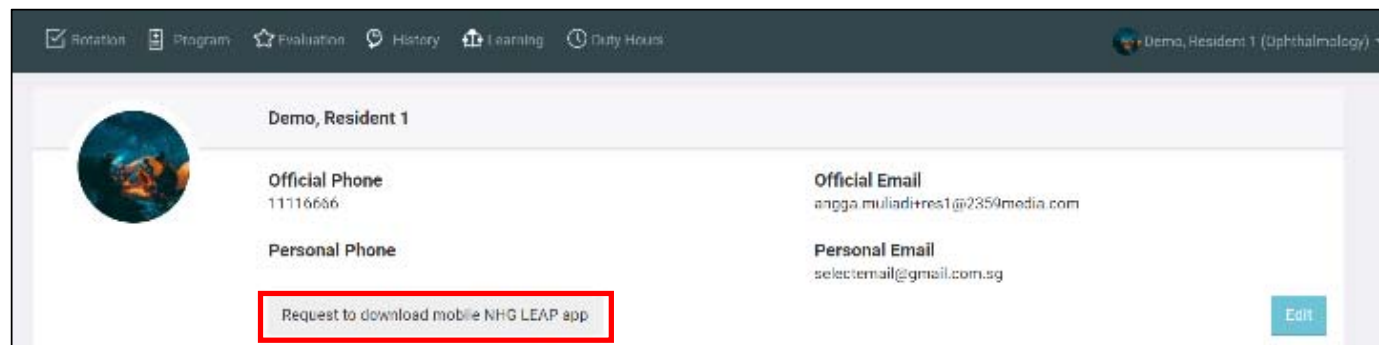 Rotation Program Evaluation History Learning Duty Hours Demo, Resident 1 (Ophthalmology)
Demo, Resident 1
Official Phone
11116666
Official Email
angga.muliadi+res1@2359media.com
Personal Phone
Personal Email
selectemail@gmail.com.sg
Request to download mobile NHG LEAP app
Edit